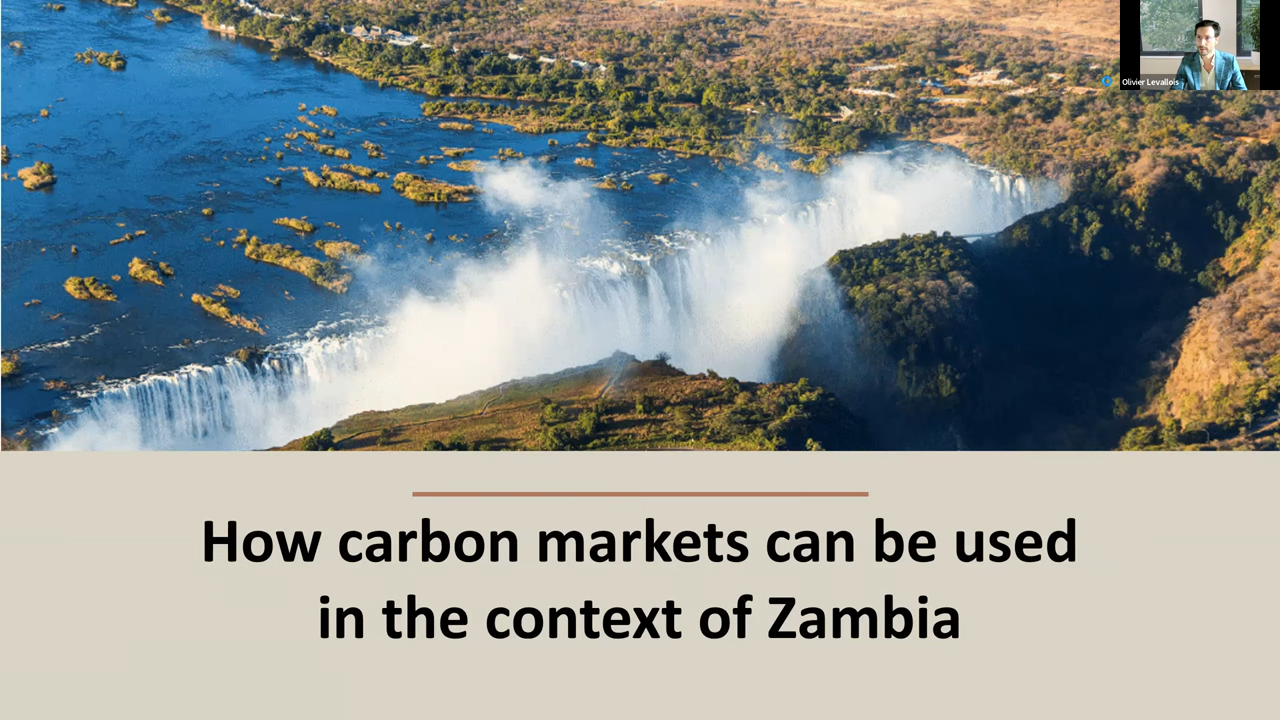 Olivier Levallois
How carbon markets can be used
in the context of Zambia